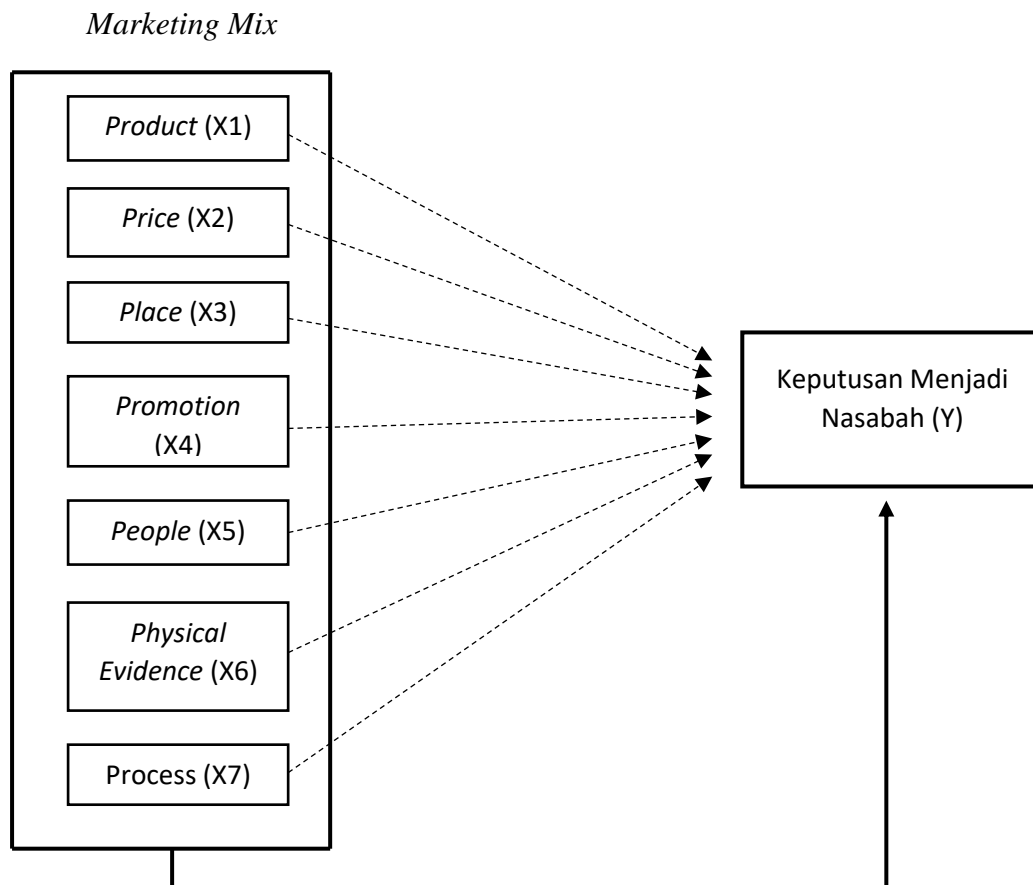 Marketing Mix
Product (X1)
Price (X2)
Place (X3)
Promotion
(X4)
People (X5)
Physical
Evidence (X6)
Process (X7)
Keputusan Menjadi
Nasabah (Y)